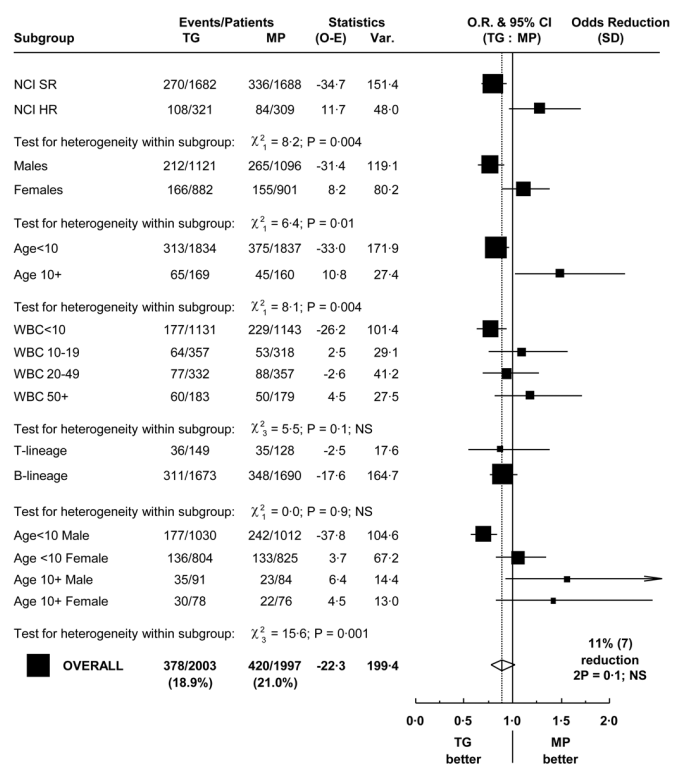 Events/Patients Statistics O.R. & 95% CI Odds Reduction
Subgroup TG MP (O-E) Var. (TG : MP) (SD)
NCI SR 270/1682 336/1688 -34·7 151·4
NCI HR 108/321 84/309 11·7 48·0
Test for heterogeneity within subgroup: χ²₁ = 8·2; P = 0·004
Males 212/1121 265/1096 -31·4 119·1
Females 166/882 155/901 8·2 80·2
Test for heterogeneity within subgroup: χ²₁ = 6·4; P = 0·01
Age<10 313/1834 375/1837 -33·0 171·9
Age 10+ 65/169 45/160 10·8 27·4
Test for heterogeneity within subgroup: χ²₁ = 8·1; P = 0·004
WBC<10 177/1131 229/1143 -26·2 101·4
WBC 10-19 64/357 53/318 2·5 29·1
WBC 20-49 77/332 88/357 -2·6 41·2
WBC 50+ 60/183 50/179 4·5 27·5
Test for heterogeneity within subgroup: χ²₃ = 5·5; P = 0·1; NS
T-lineage 36/149 35/128 -2·5 17·6
B-lineage 311/1673 348/1690 -17·6 164·7
Test for heterogeneity within subgroup: χ²₁ = 0·0; P = 0·9; NS
Age<10 Male 177/1030 242/1012 -37·8 104·6
Age <10 Female 136/804 133/825 3·7 67·2
Age 10+ Male 35/91 23/84 6·4 14·4
Age 10+ Female 30/78 22/76 4·5 13·0
Test for heterogeneity within subgroup: χ²₃ = 15·6; P = 0·001
OVERALL 378/2003 420/1997 -22·3 199·4
(18.9%) (21.0%)
11% (7)
reduction
2P = 0·1; NS
0·0 0·5 1·0 1·5 2·0
TG MP
better better